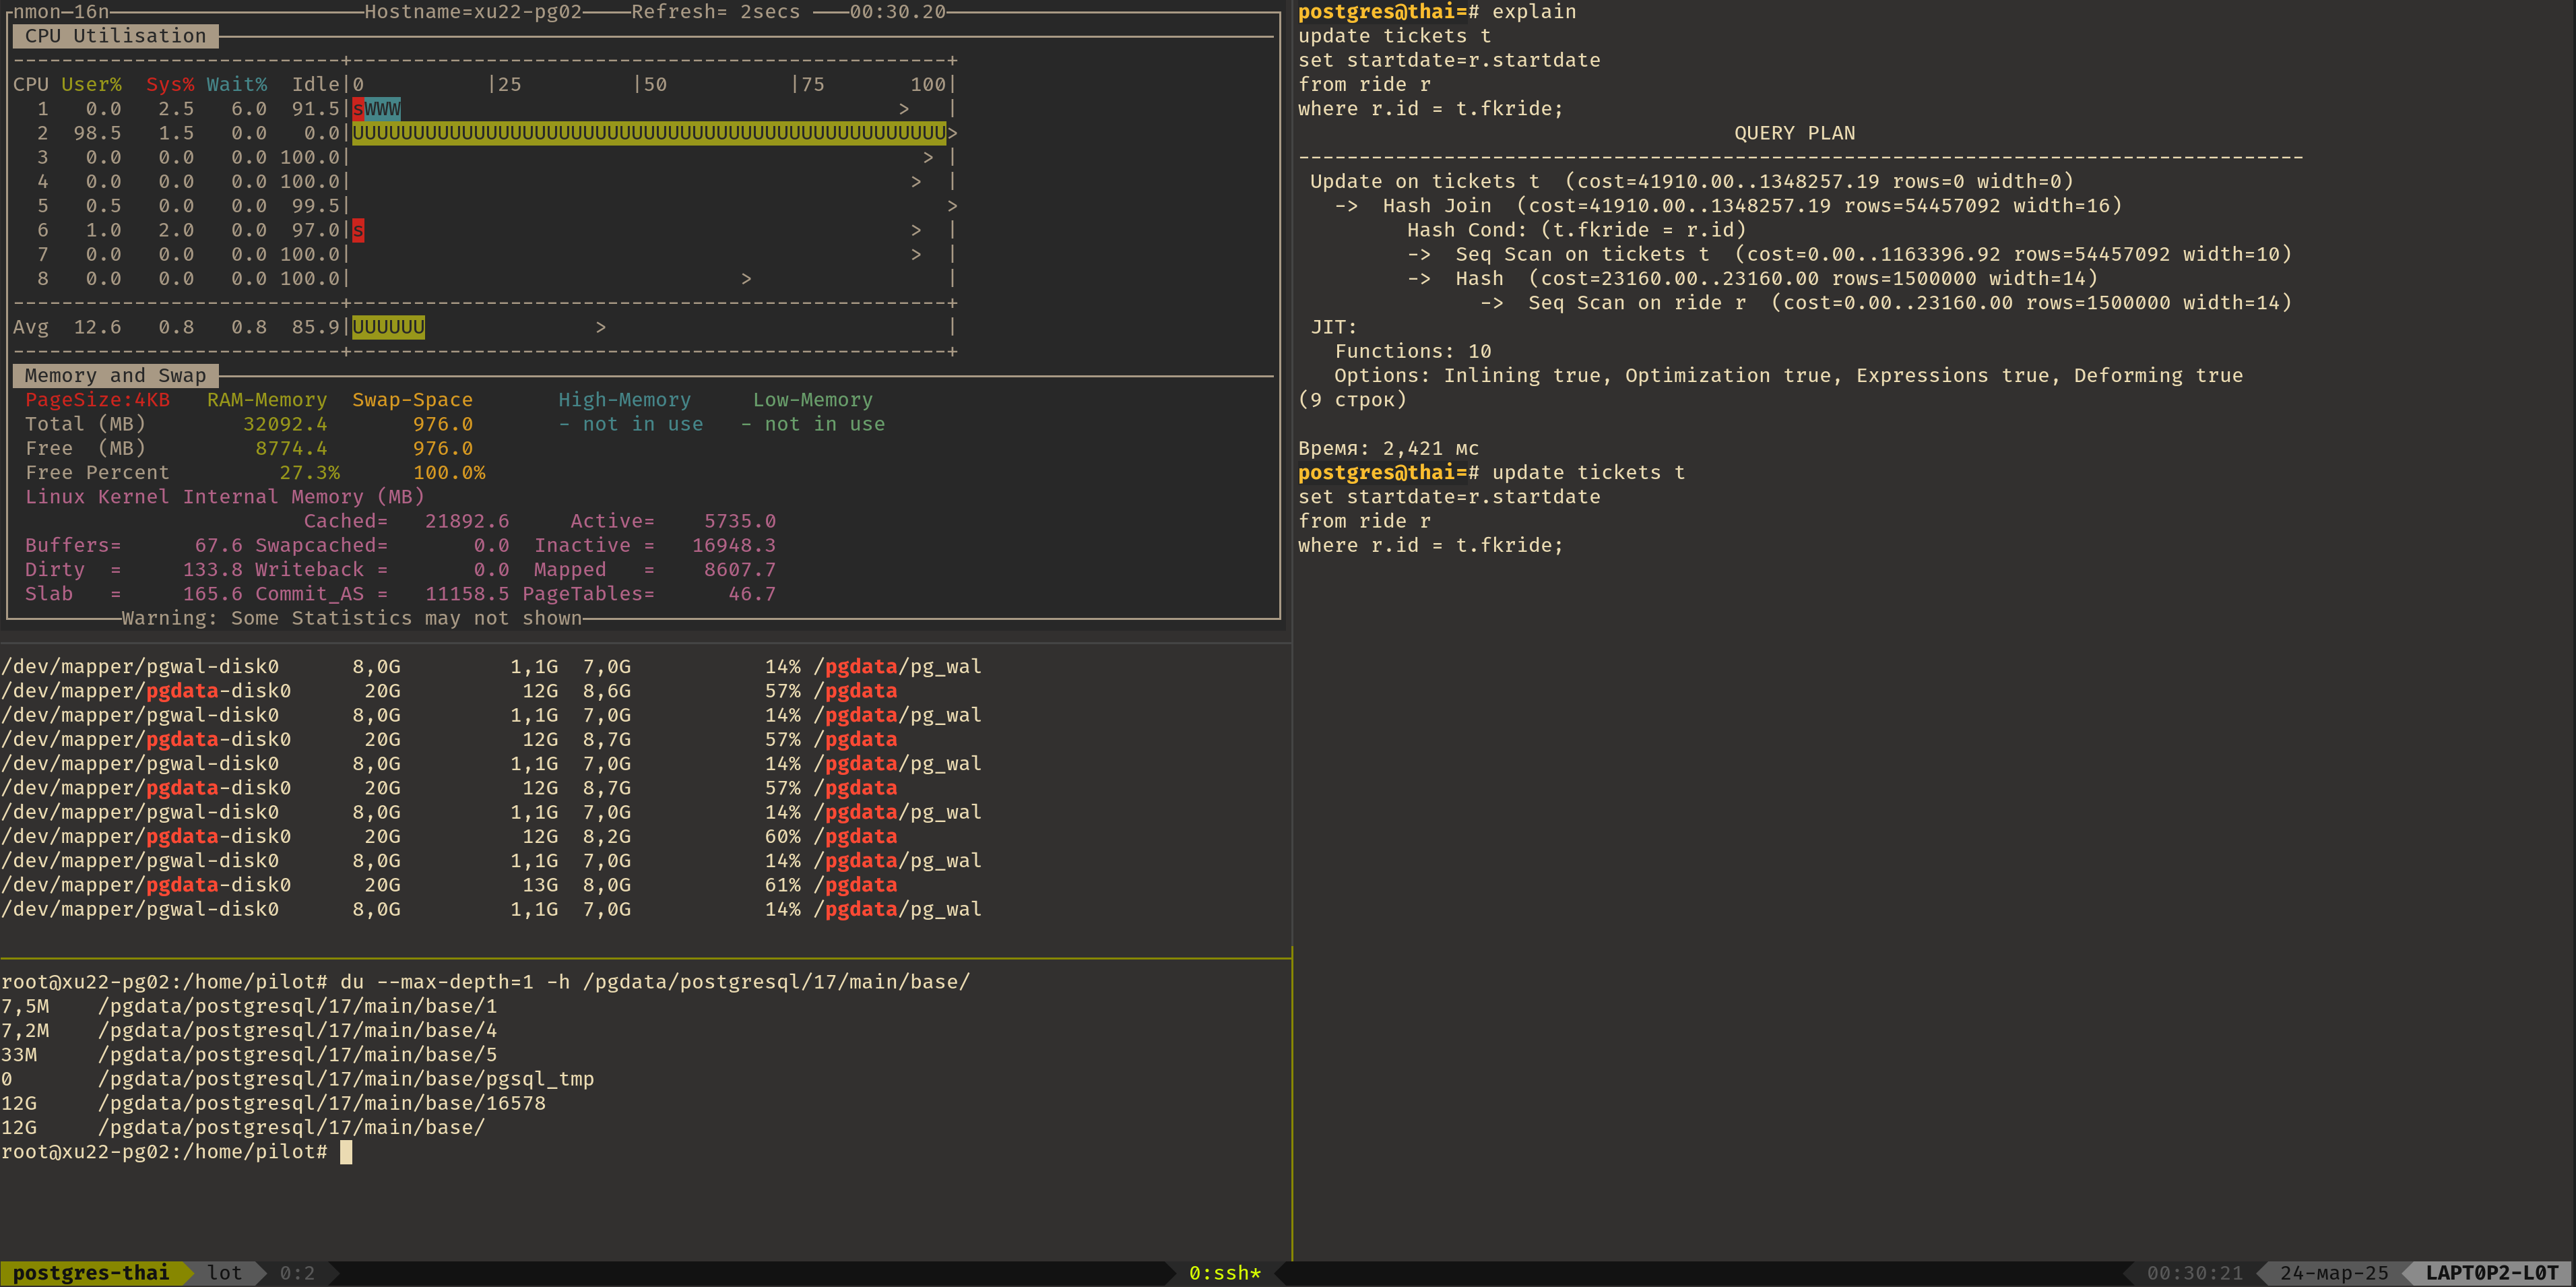 nmon-16n Hostname=xu22-pg02 Refresh= 2secs 00:30.20
CPU Utilisation
---------------------------+-------------------------------------------------+
CPU User% Sys% Wait% Idle|0 |25 |50 |75 100|
1 0.0 2.5 6.0 91.5|sWWW > |
2 98.5 1.5 0.0 0.0|UUUUUUUUUUUUUUUUUUUUUUUUUUUUUUUUUUUUUUUUUUUUUUUUU>
3 0.0 0.0 0.0 100.0| > |
4 0.0 0.0 0.0 100.0| > |
5 0.5 0.0 0.0 99.5| >
6 1.0 2.0 0.0 97.0|s > |
7 0.0 0.0 0.0 100.0| > |
8 0.0 0.0 0.0 100.0| > |
---------------------------+-------------------------------------------------+
Avg 12.6 0.8 0.8 85.9|UUUUUU > |
---------------------------+-------------------------------------------------+
Memory and Swap
PageSize:4KB RAM-Memory Swap-Space High-Memory Low-Memory
Total (MB) 32092.4 976.0 - not in use - not in use
Free (MB) 8774.4 976.0
Free Percent 27.3% 100.0%
Linux Kernel Internal Memory (MB)
Cached= 21892.6 Active= 5735.0
Buffers= 67.6 Swapcached= 0.0 Inactive = 16948.3
Dirty = 133.8 Writeback = 0.0 Mapped = 8607.7
Slab = 165.6 Commit_AS = 11158.5 PageTables= 46.7
Warning: Some Statistics may not shown
/dev/mapper/pgwal-disk0 8,0G 1,1G 7,0G 14% /pgdata/pg_wal
/dev/mapper/pgdata-disk0 20G 12G 8,6G 57% /pgdata
/dev/mapper/pgwal-disk0 8,0G 1,1G 7,0G 14% /pgdata/pg_wal
/dev/mapper/pgdata-disk0 20G 12G 8,7G 57% /pgdata
/dev/mapper/pgwal-disk0 8,0G 1,1G 7,0G 14% /pgdata/pg_wal
/dev/mapper/pgdata-disk0 20G 12G 8,7G 57% /pgdata
/dev/mapper/pgwal-disk0 8,0G 1,1G 7,0G 14% /pgdata/pg_wal
/dev/mapper/pgdata-disk0 20G 12G 8,2G 60% /pgdata
/dev/mapper/pgwal-disk0 8,0G 1,1G 7,0G 14% /pgdata/pg_wal
/dev/mapper/pgdata-disk0 20G 13G 8,0G 61% /pgdata
/dev/mapper/pgwal-disk0 8,0G 1,1G 7,0G 14% /pgdata/pg_wal
root@xu22-pg02:/home/pilot# du --max-depth=1 -h /pgdata/postgresql/17/main/base/
7,5M /pgdata/postgresql/17/main/base/1
7,2M /pgdata/postgresql/17/main/base/4
33M /pgdata/postgresql/17/main/base/5
0 /pgdata/postgresql/17/main/base/pgsql_tmp
12G /pgdata/postgresql/17/main/base/16578
12G /pgdata/postgresql/17/main/base/
root@xu22-pg02:/home/pilot#
postgres@thai=# explain
update tickets t
set startdate=r.startdate
from ride r
where r.id = t.fkride;
QUERY PLAN
-----------------------------------------------------------------------------------
Update on tickets t (cost=41910.00..1348257.19 rows=0 width=0)
-> Hash Join (cost=41910.00..1348257.19 rows=54457092 width=16)
Hash Cond: (t.fkride = r.id)
-> Seq Scan on tickets t (cost=0.00..1163396.92 rows=54457092 width=10)
-> Hash (cost=23160.00..23160.00 rows=1500000 width=14)
-> Seq Scan on ride r (cost=0.00..23160.00 rows=1500000 width=14)
JIT:
Functions: 10
Options: Inlining true, Optimization true, Expressions true, Deforming true
(9 строк)
Время: 2,421 мс
postgres@thai=# update tickets t
set startdate=r.startdate
from ride r
where r.id = t.fkride;
postgres-thai lot 0:2 0:ssh* 00:30:21 24-мар-25 LAPT0P2-L0T